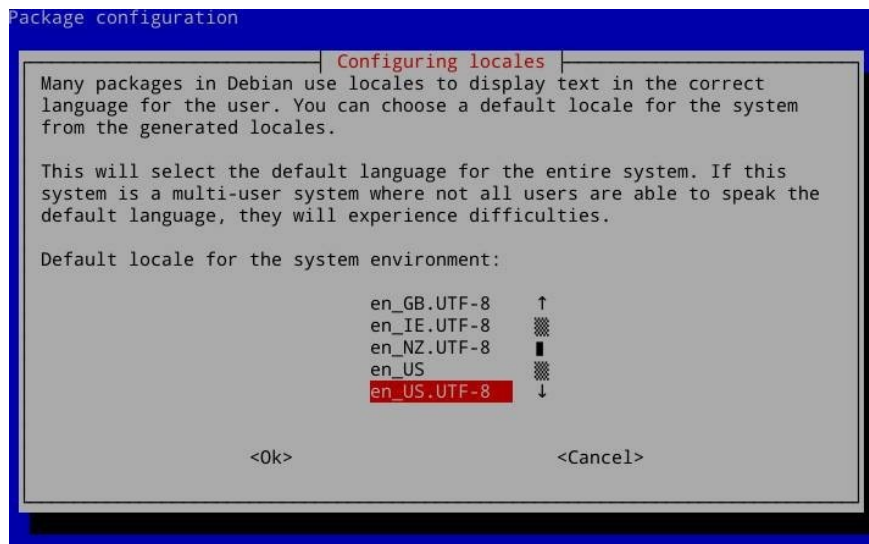 Package configuration
Configuring locales
Many packages in Debian use locales to display text in the correct
language for the user. You can choose a default locale for the system
from the generated locales.
This will select the default language for the entire system. If this
system is a multi-user system where not all users are able to speak the
default language, they will experience difficulties.
Default locale for the system environment:
en_GB.UTF-8
en_IE.UTF-8
en_NZ.UTF-8
en_US
en_US.UTF-8
<Ok> <Cancel>